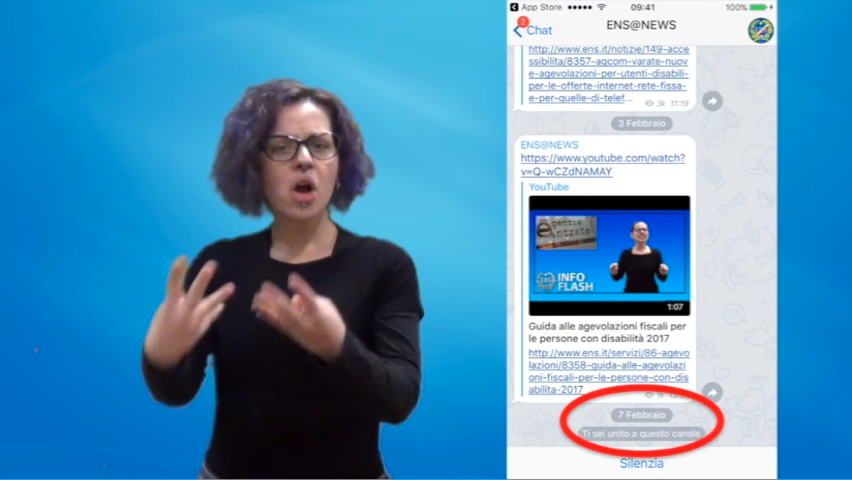 App Store
09:41
100%
2
Chat
ENS@NEWS
http://www.ens.it/notizie/149-acce
ssibilita/8357-agcom-varate-nuov
e-agevolazioni-per-utenti-disabili-
per-le-offerte-internet-rete-fissa-
e-per-quelle-di-telef...
3k 11:19
3 Febbraio
ENS@NEWS
https://www.youtube.com/watch?
v=Q-wCZdNAMAY
YouTube
genzia
ntrate
INFO
FLASH
1:07
Guida alle agevolazioni fiscali per
le persone con disabilità 2017
http://www.ens.it/servizi/86-agevo
lazioni/8358-guida-alle-agevolazi
oni-fiscali-per-le-persone-con-dis
abilita-2017
7 Febbraio
Ti sei unito a questo canale
Silenzia